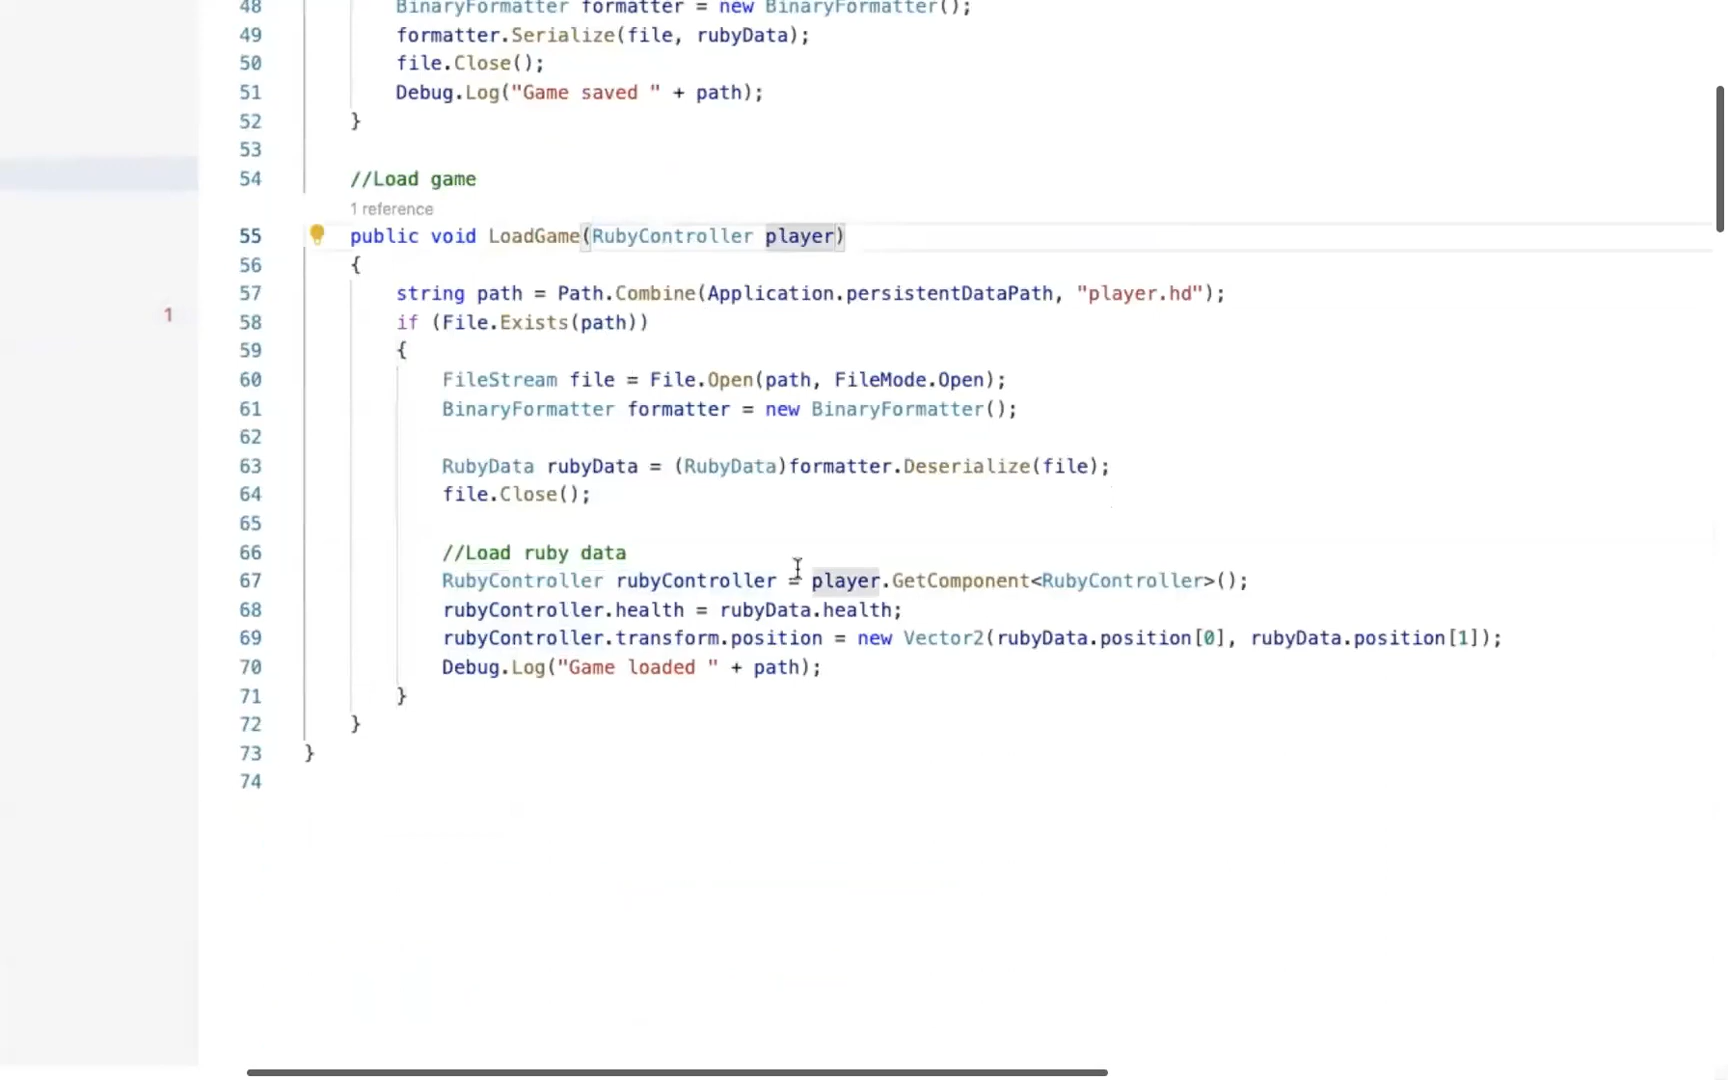 48 BinaryFormatter formatter = new BinaryFormatter();
49 formatter.Serialize(file, rubyData);
50 file.Close();
51 Debug.Log("Game saved " + path);
52 }
53
54 //Load game
1 reference
55 public void LoadGame(RubyController player)
56 {
57 string path = Path.Combine(Application.persistentDataPath, "player.hd");
1
58 if (File.Exists(path))
59 {
60 FileStream file = File.Open(path, FileMode.Open);
61 BinaryFormatter formatter = new BinaryFormatter();
62
63 RubyData rubyData = (RubyData)formatter.Deserialize(file);
64 file.Close();
65
66 //Load ruby data
67 RubyController rubyController = player.GetComponent<RubyController>();
68 rubyController.health = rubyData.health;
69 rubyController.transform.position = new Vector2(rubyData.position[0], rubyData.position[1]);
70 Debug.Log("Game loaded " + path);
71 }
72 }
73 }
74